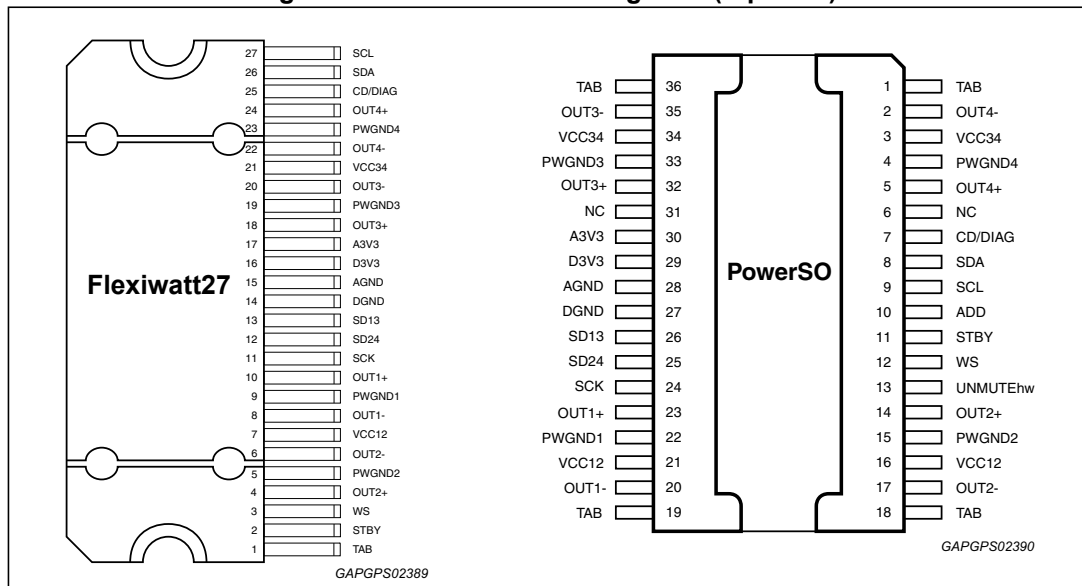 Flexiwatt27
27 SCL
26 SDA
25 CD/DIAG
24 OUT4+
23 PWGND4
22 OUT4-
21 VCC34
20 OUT3-
19 PWGND3
18 OUT3+
17 A3V3
16 D3V3
15 AGND
14 DGND
13 SD13
12 SD24
11 SCK
10 OUT1+
9 PWGND1
8 OUT1-
7 VCC12
6 OUT2-
5 PWGND2
4 OUT2+
3 WS
2 STBY
1 TAB
GAPGPS02389
PowerSO
TAB 36 1 TAB
OUT3- 35 2 OUT4-
VCC34 34 3 VCC34
PWGND3 33 4 PWGND4
OUT3+ 32 5 OUT4+
NC 31 6 NC
A3V3 30 7 CD/DIAG
D3V3 29 8 SDA
AGND 28 9 SCL
DGND 27 10 ADD
SD13 26 11 STBY
SD24 25 12 WS
SCK 24 13 UNMUTEhw
OUT1+ 23 14 OUT2+
PWGND1 22 15 PWGND2
VCC12 21 16 VCC12
OUT1- 20 17 OUT2-
TAB 19 18 TAB
GAPGPS02390